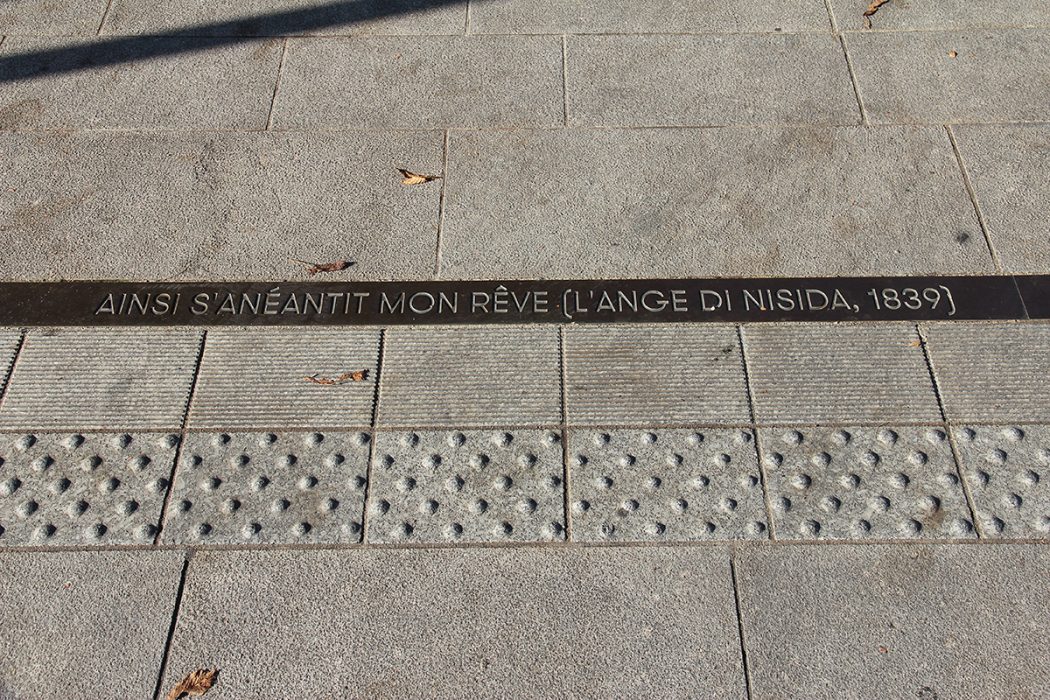 AINSI S'ANÉANTIT MON RÊVE (L'ANGE DI NISIDA, 1839)